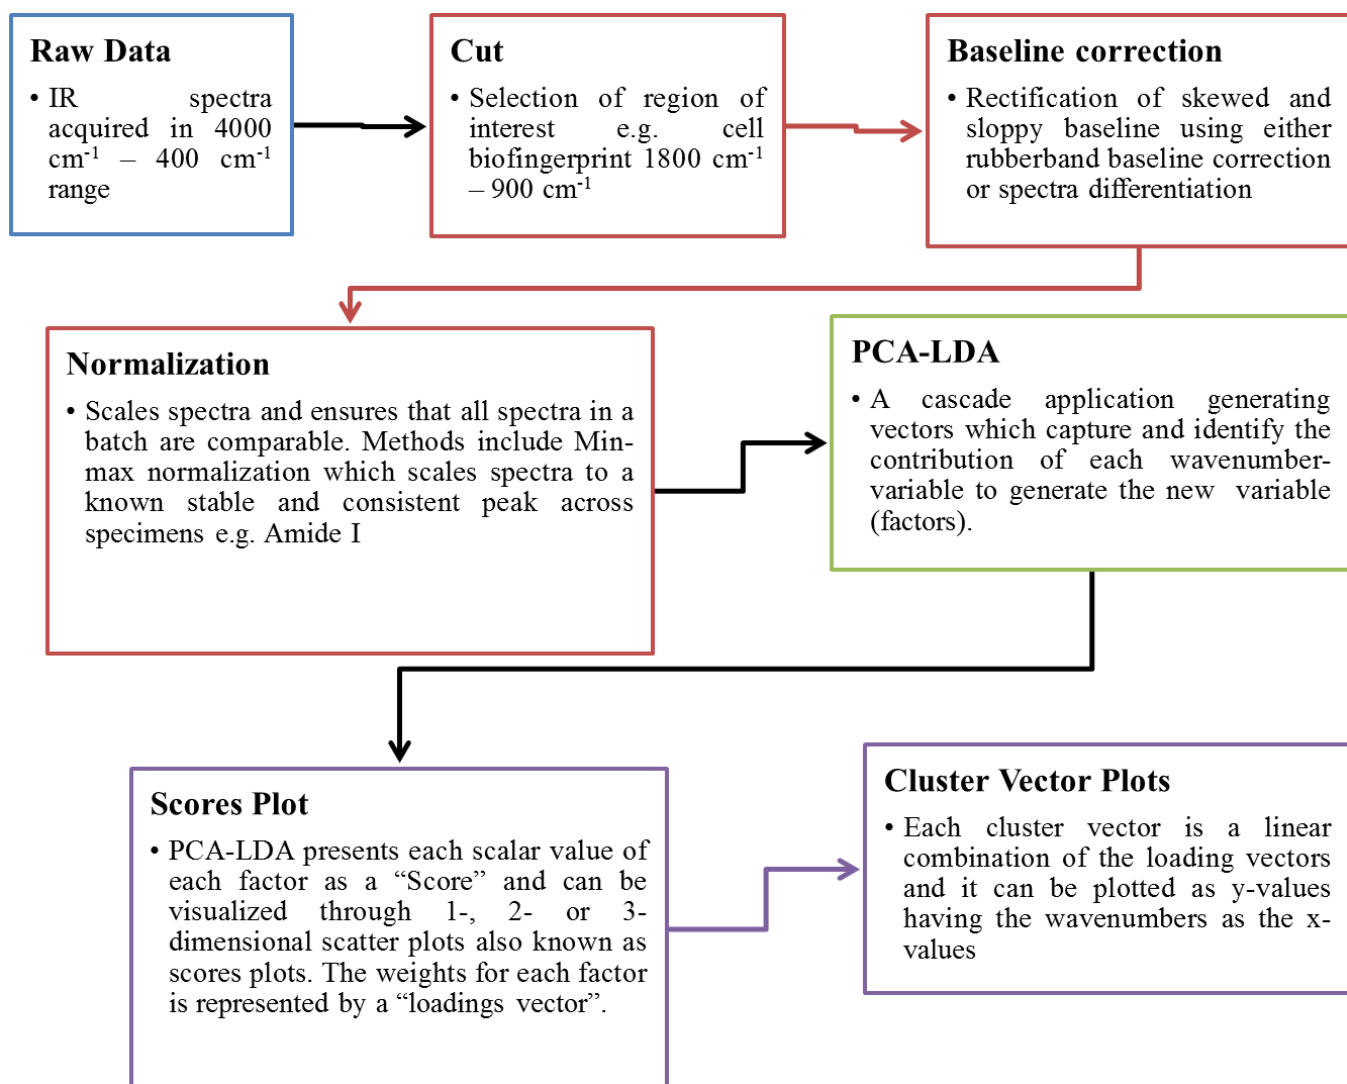 Raw Data
• IR spectra
acquired in 4000
cm⁻¹ – 400 cm⁻¹
range
Cut
• Selection of region of
interest e.g. cell
biofingerprint 1800 cm⁻¹
– 900 cm⁻¹
Baseline correction
• Rectification of skewed and
sloppy baseline using either
rubberband baseline correction
or spectra differentiation
Normalization
• Scales spectra and ensures that all spectra in a
batch are comparable. Methods include Min-
max normalization which scales spectra to a
known stable and consistent peak across
specimens e.g. Amide I
PCA-LDA
• A cascade application generating
vectors which capture and identify the
contribution of each wavenumber-
variable to generate the new variable
(factors).
Scores Plot
• PCA-LDA presents each scalar value of
each factor as a “Score” and can be
visualized through 1-, 2- or 3-
dimensional scatter plots also known as
scores plots. The weights for each factor
is represented by a “loadings vector”.
Cluster Vector Plots
• Each cluster vector is a linear
combination of the loading vectors
and it can be plotted as y-values
having the wavenumbers as the x-
values